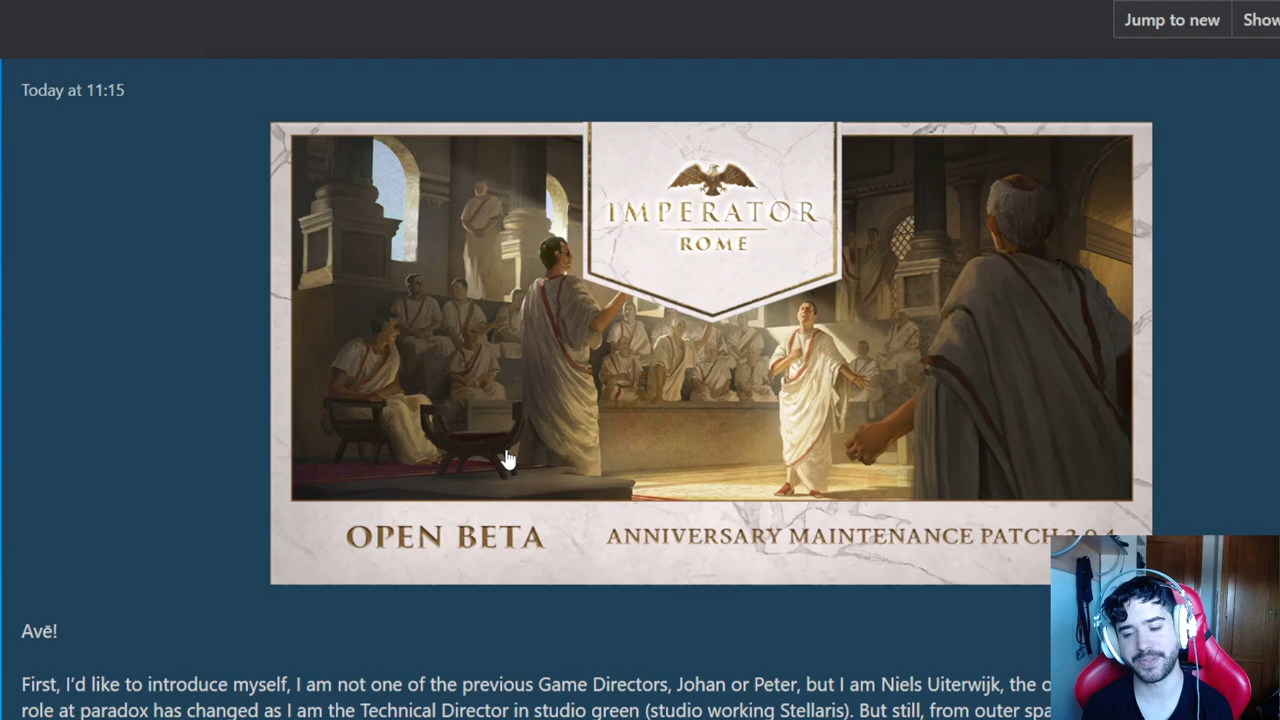 Jump to new
Show
Today at 11:15
IMPERATOR
ROME
OPEN BETA
ANNIVERSARY MAINTENANCE PATCH
Avē!
First, I'd like to introduce myself, I am not one of the previous Game Directors, Johan or Peter, but I am Niels Uiterwijk, the
role at paradox has changed as I am the Technical Director in studio green (studio working Stellaris). But still, from outer